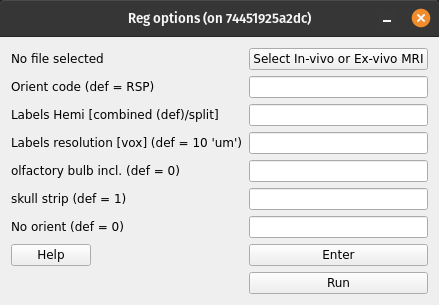 Reg options (on 74451925a2dc)
No file selected
Select In-vivo or Ex-vivo MRI
Orient code (def = RSP)
Labels Hemi [combined (def)/split]
Labels resolution [vox] (def = 10 'um')
olfactory bulb incl. (def = 0)
skull strip (def = 1)
No orient (def = 0)
Help
Enter
Run